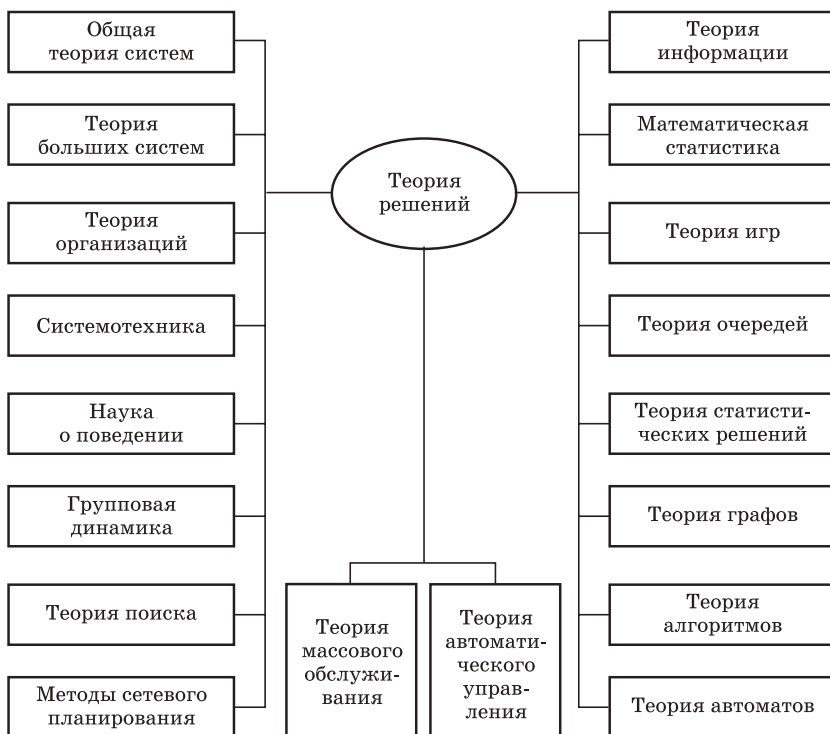 Общая
теория систем
Теория
больших систем
Теория
организаций
Системотехника
Наука
о поведении
Групповая
динамика
Теория поиска
Методы сетевого
планирования
Теория
решений
Теория
массового
обслужи-
вания
Теория
автомати-
ческого
управ-
ления
Теория
информации
Математическая
статистика
Теория игр
Теория очередей
Теория статисти-
ческих решений
Теория графов
Теория
алгоритмов
Теория автоматов